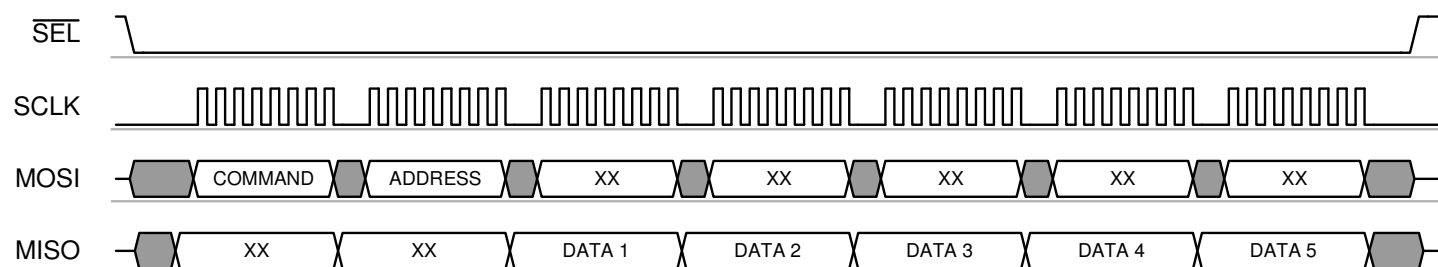 S̅E̅L̅
SCLK
MOSI COMMAND ADDRESS XX XX XX XX XX
MISO XX XX DATA 1 DATA 2 DATA 3 DATA 4 DATA 5